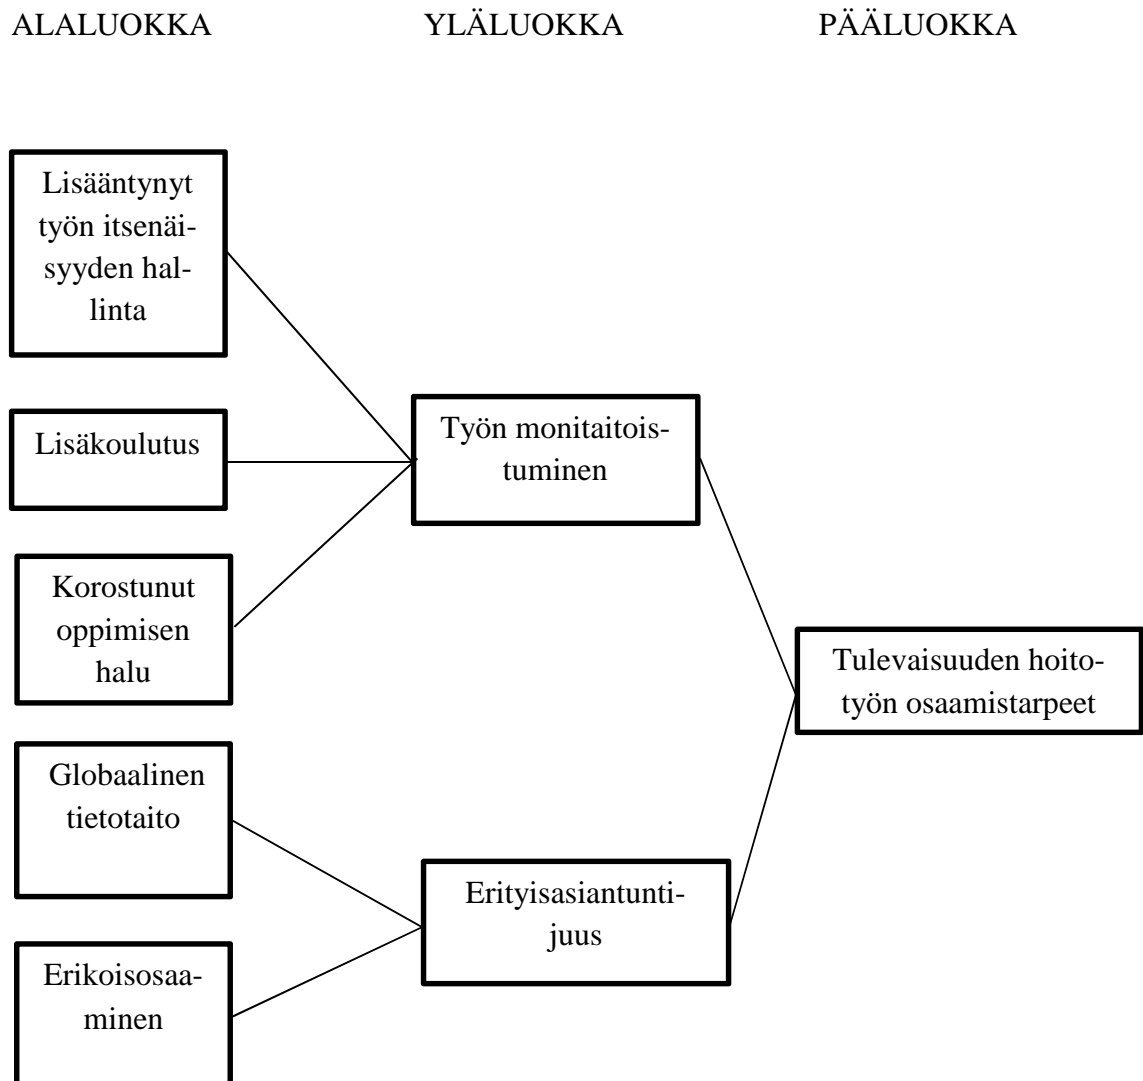 ALALUOKKA YLÄLUOKKA PÄÄLUOKKA
Lisääntynyt
työn itsenäi-
syyden hal-
linta
Lisäkoulutus
Korostunut
oppimisen
halu
Globaalinen
tietotaito
Erikoisosaa-
minen
Työn monitaitois-
tuminen
Erityisasiantunti-
juus
Tulevaisuuden hoito-
työn osaamistarpeet